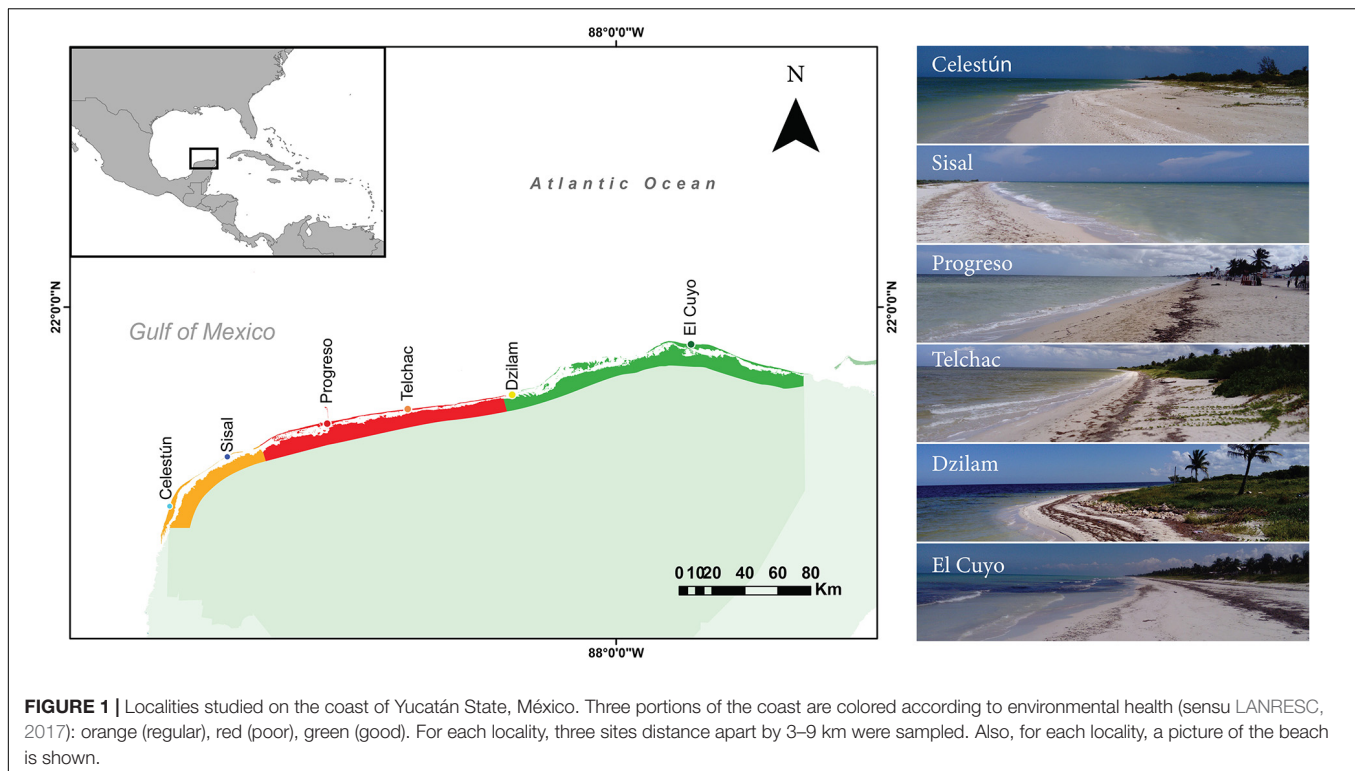 88°0'0"W
N
Atlantic Ocean
22°0'0"N
22°0'0"N
Gulf of Mexico
Celestún
Sisal
Progreso
Telchac
Dzilam
El Cuyo
0 10 20 40 60 80
Km
88°0'0"W
Celestún
Sisal
Progreso
Telchac
Dzilam
El Cuyo
FIGURE 1 | Localities studied on the coast of Yucatán State, México. Three portions of the coast are colored according to environmental health (sensu LANRESC,
2017): orange (regular), red (poor), green (good). For each locality, three sites distance apart by 3–9 km were sampled. Also, for each locality, a picture of the beach
is shown.